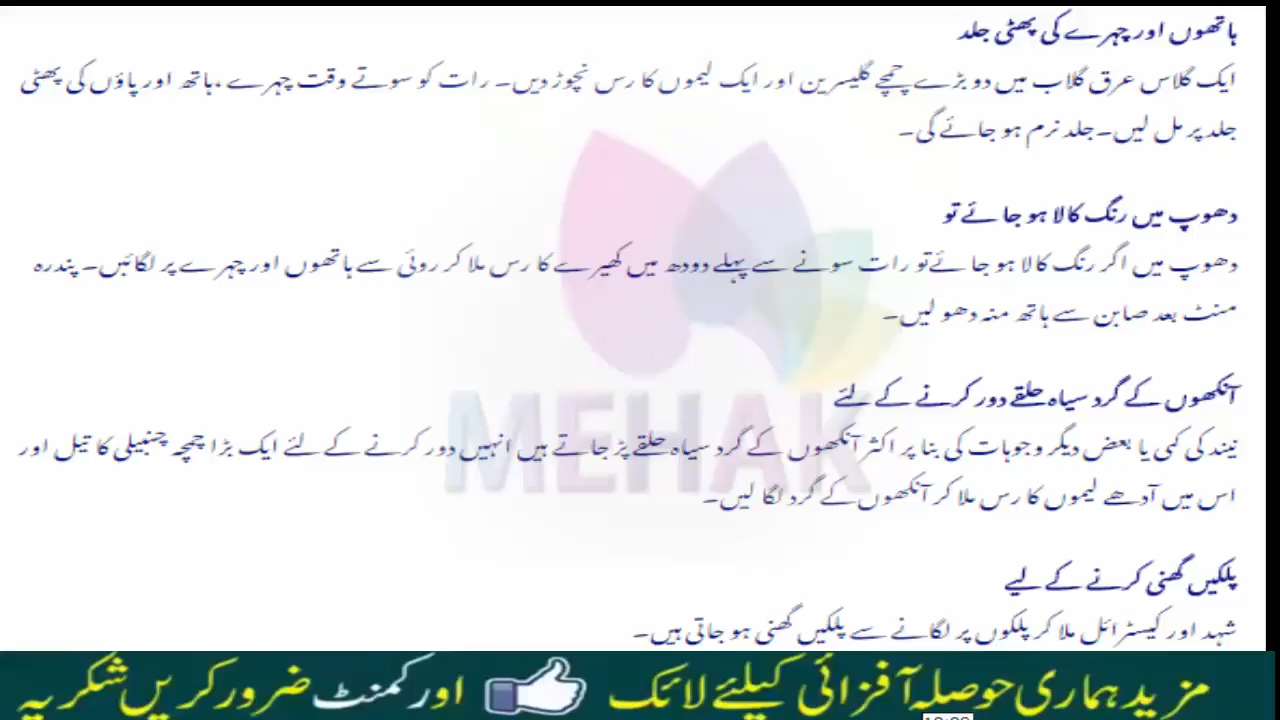 ہاتھوں اور چہرے کی پھٹی جلد
ایک گلاس عرق گلاب میں دو بڑے چمچے گلیسرین اور ایک لیموں کا رس نچوڑ دیں۔ رات کو سوتے وقت چہرے ،ہاتھ اور پاؤں کی پھٹی
جلد پر مل لیں۔ جلد نرم ہو جائے گی۔
دھوپ میں رنگ کالا ہو جائے تو
دھوپ میں اگر رنگ کالا ہو جائے تو رات سونے سے پہلے دودھ میں کھیرے کا رس ملا کر روئی سے ہاتھوں اور چہرے پر لگائیں۔ پندرہ
منٹ بعد صابن سے ہاتھ منہ دھو لیں۔
آنکھوں کے گرد سیاہ حلقے دور کرنے کے لئے
نیند کی کمی یا بعض دیگر وجوہات کی بنا پر اکثر آنکھوں کے گرد سیاہ حلقے پڑ جاتے ہیں انہیں دور کرنے کے لئے ایک بڑا چمچہ چنبیلی کا تیل اور
اس میں آدھے لیموں کا رس ملا کر آنکھوں کے گرد لگا لیں۔
MEHAK
پلکیں گھنی کرنے کے لیے
شہد اور کیسٹرائل ملا کر پلکوں پر لگانے سے پلکیں گھنی ہو جاتی ہیں۔
مزید ہماری حوصلہ آفزائی کیلئے لائک اور کمنٹ ضرور کریں شکریہ